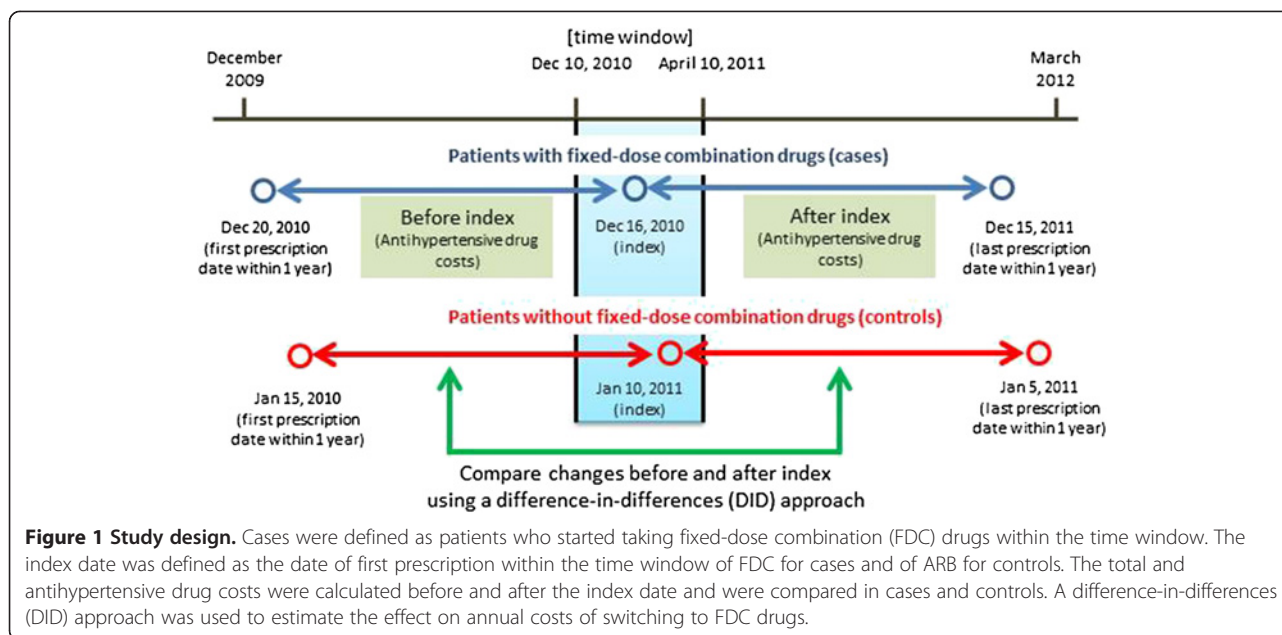 [time window]
December
2009
Dec 10, 2010
April 10, 2011
March
2012
Patients with fixed-dose combination drugs (cases)
Dec 20, 2010
(first prescription
date within 1 year)
Before index
(Antihypertensive drug
costs)
Dec 16, 2010
(index)
After index
(Antihypertensive drug
costs)
Dec 15, 2011
(last prescription
date within 1 year)
Patients without fixed-dose combination drugs (controls)
Jan 15, 2010
(first prescription
date within 1 year)
Jan 10, 2011
(index)
Jan 5, 2011
(last prescription
date within 1 year)
Compare changes before and after index
using a difference-in-differences (DID) approach
Figure 1 Study design. Cases were defined as patients who started taking fixed-dose combination (FDC) drugs within the time window. The
index date was defined as the date of first prescription within the time window of FDC for cases and of ARB for controls. The total and
antihypertensive drug costs were calculated before and after the index date and were compared in cases and controls. A difference-in-differences
(DID) approach was used to estimate the effect on annual costs of switching to FDC drugs.